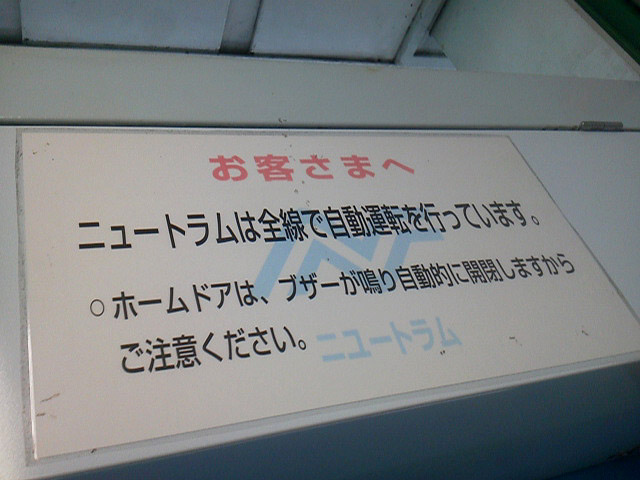 お客さまへ
ニュートラムは全線で自動運転を行っています。
○ホームドアは、ブザーが鳴り自動的に開閉しますから
ご注意ください。
ニュートラム